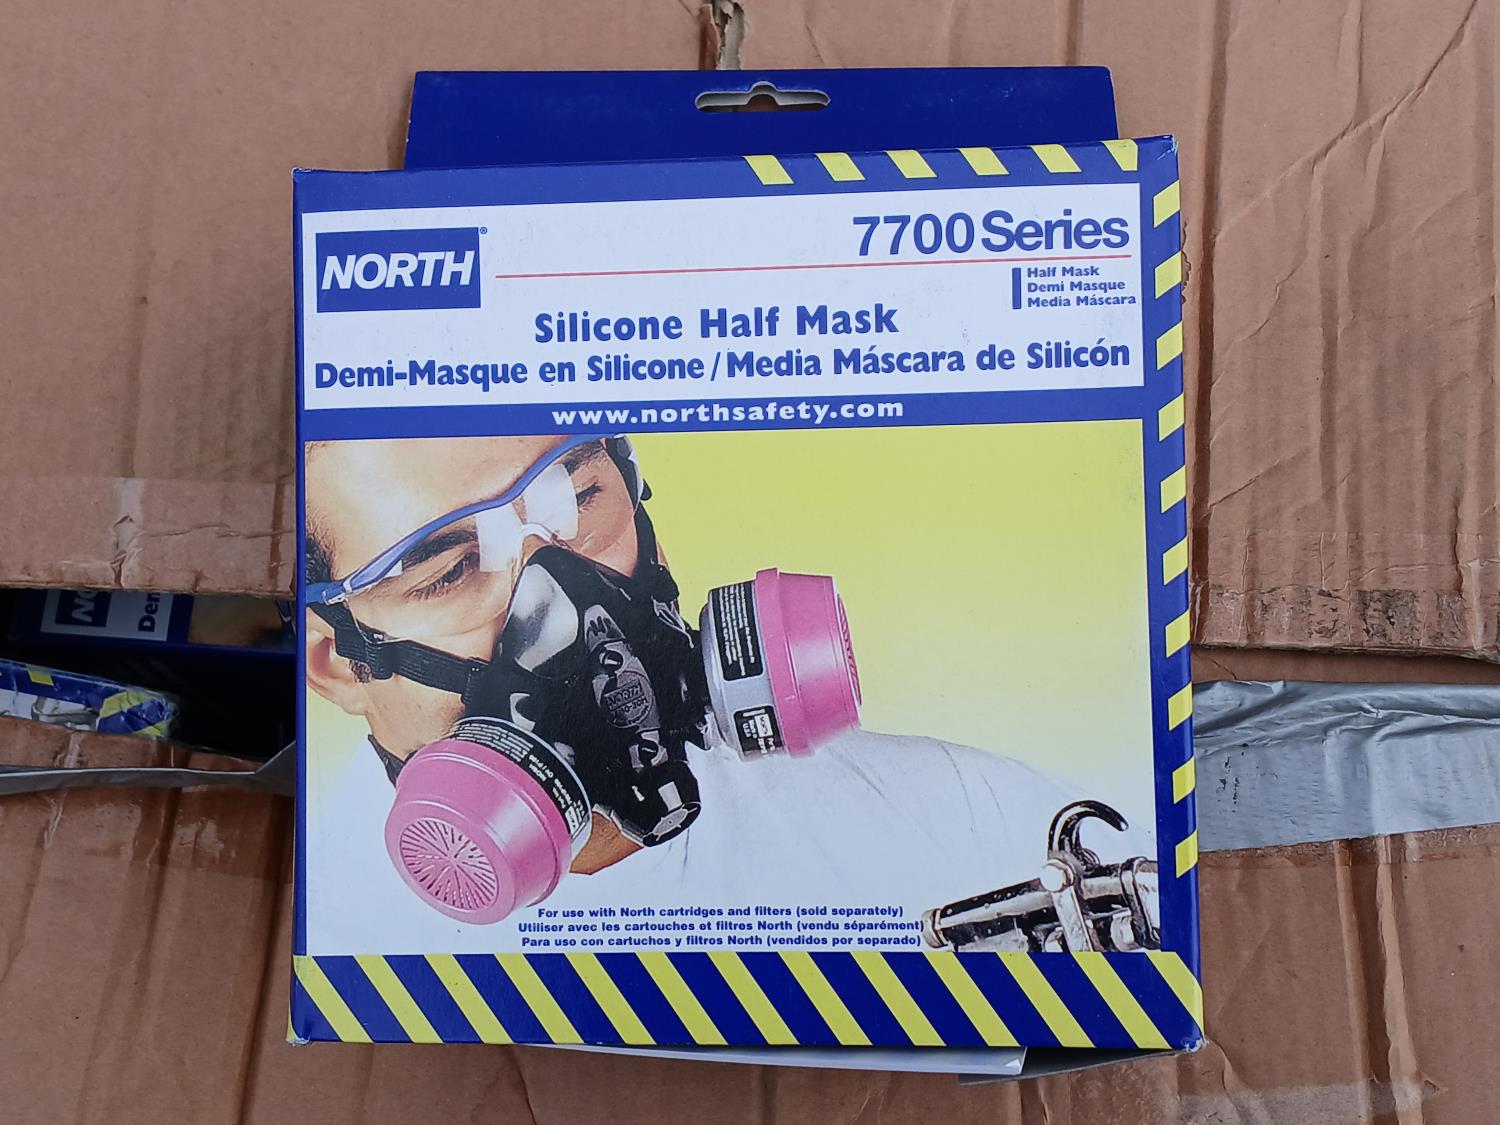 NORTH®
7700 Series
Half Mask
Demi Masque
Media Máscara
Silicone Half Mask
Demi-Masque en Silicone / Media Máscara de Silicón
www.northsafety.com
NORTH
For use with North cartridges and filters (sold separately)
Utiliser avec les cartouches et filtres North (vendu séparément)
Para uso con cartuchos y filtros North (vendidos por separado)